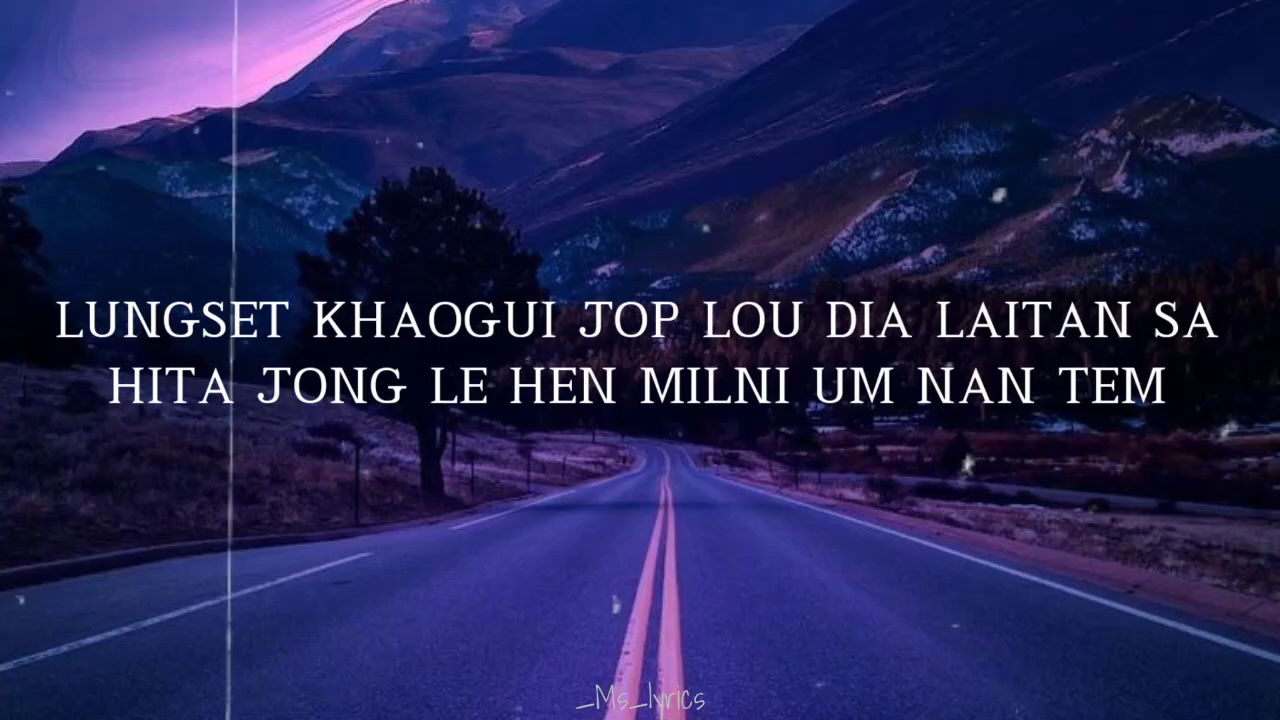 LUNGSET KHAOGUI JOP LOU DIA LAITAN SA
HITA JONG LE HEN MILNI UM NAN TEM
_Ms_lyrics